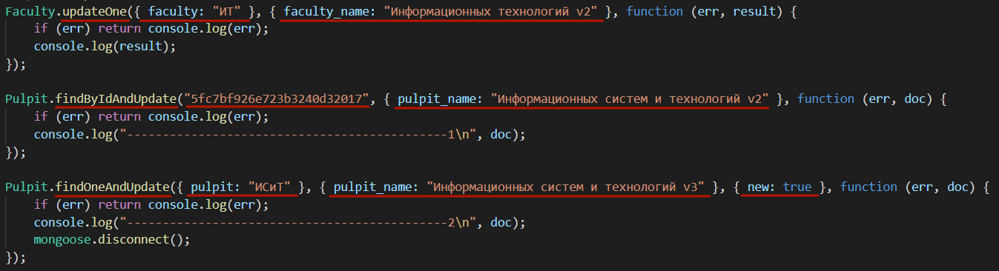 Faculty.updateOne({ faculty: "ИТ" }, { faculty_name: "Информационных технологий v2" }, function (err, result) {
    if (err) return console.log(err);
    console.log(result);
});

Pulpit.findByIdAndUpdate("5fc7bf926e723b3240d32017", { pulpit_name: "Информационных систем и технологий v2" }, function (err, doc) {
    if (err) return console.log(err);
    console.log("---------------------------------------------1\n", doc);
});

Pulpit.findOneAndUpdate({ pulpit: "ИСиТ" }, { pulpit_name: "Информационных систем и технологий v3" }, { new: true }, function (err, doc) {
    if (err) return console.log(err);
    console.log("---------------------------------------------2\n", doc);
    mongoose.disconnect();
});